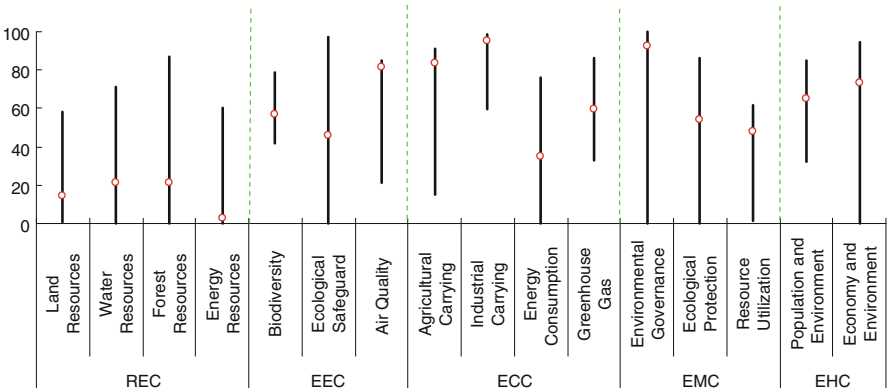 100
80
60
40
20
0
Land
Resources
Water
Resources
Forest
Resources
Energy
Resources
Biodiversity
Ecological
Safeguard
Air Quality
Agricultural
Carrying
Industrial
Carrying
Energy
Consumption
Greenhouse
Gas
Environmental
Governance
Ecological
Protection
Resource
Utilization
Population and
Environment
Economy and
Environment
REC
EEC
ECC
EMC
EHC